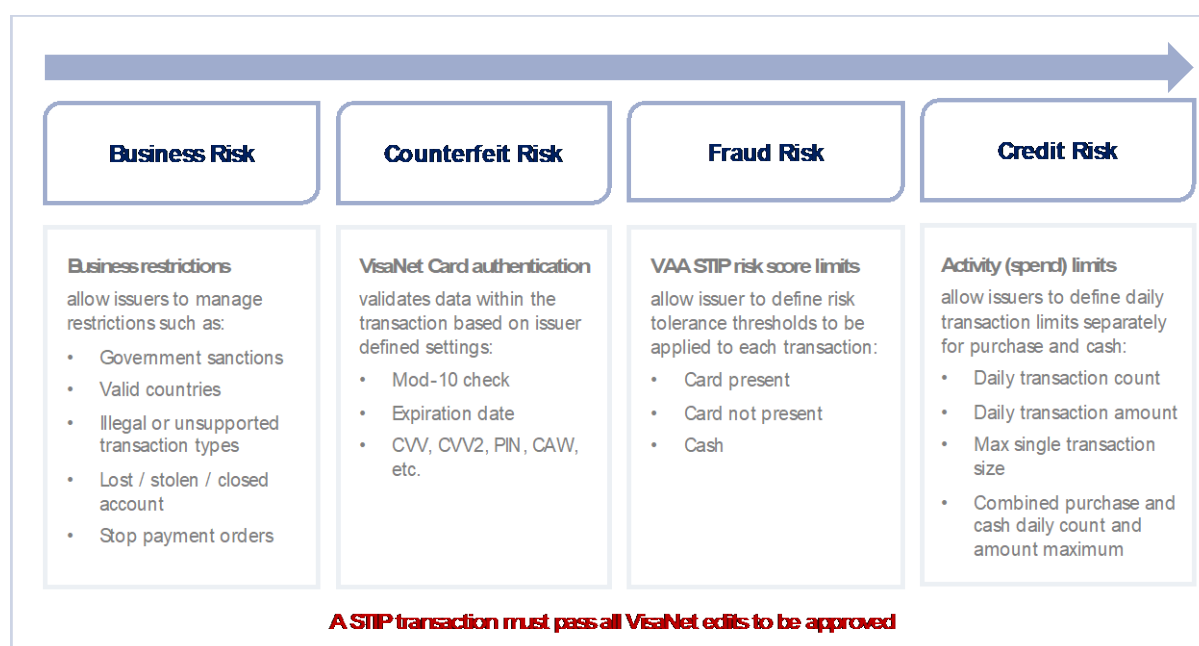 Business Risk
Counterfeit Risk
Fraud Risk
Credit Risk
Business restrictions
allow issuers to manage
restrictions such as:
• Government sanctions
• Valid countries
• Illegal or unsupported
transaction types
• Lost / stolen / closed
account
• Stop payment orders
VisaNet Card authentication
validates data within the
transaction based on issuer
defined settings:
• Mod-10 check
• Expiration date
• CVV, CVV2, PIN, CAVV,
etc.
VAA STIP risk score limits
allow issuer to define risk
tolerance thresholds to be
applied to each transaction:
• Card present
• Card not present
• Cash
Activity (spend) limits
allow issuers to define daily
transaction limits separately
for purchase and cash:
• Daily transaction count
• Daily transaction amount
• Max single transaction
size
• Combined purchase and
cash daily count and
amount maximum
A STIP transaction must pass all VisaNet edits to be approved